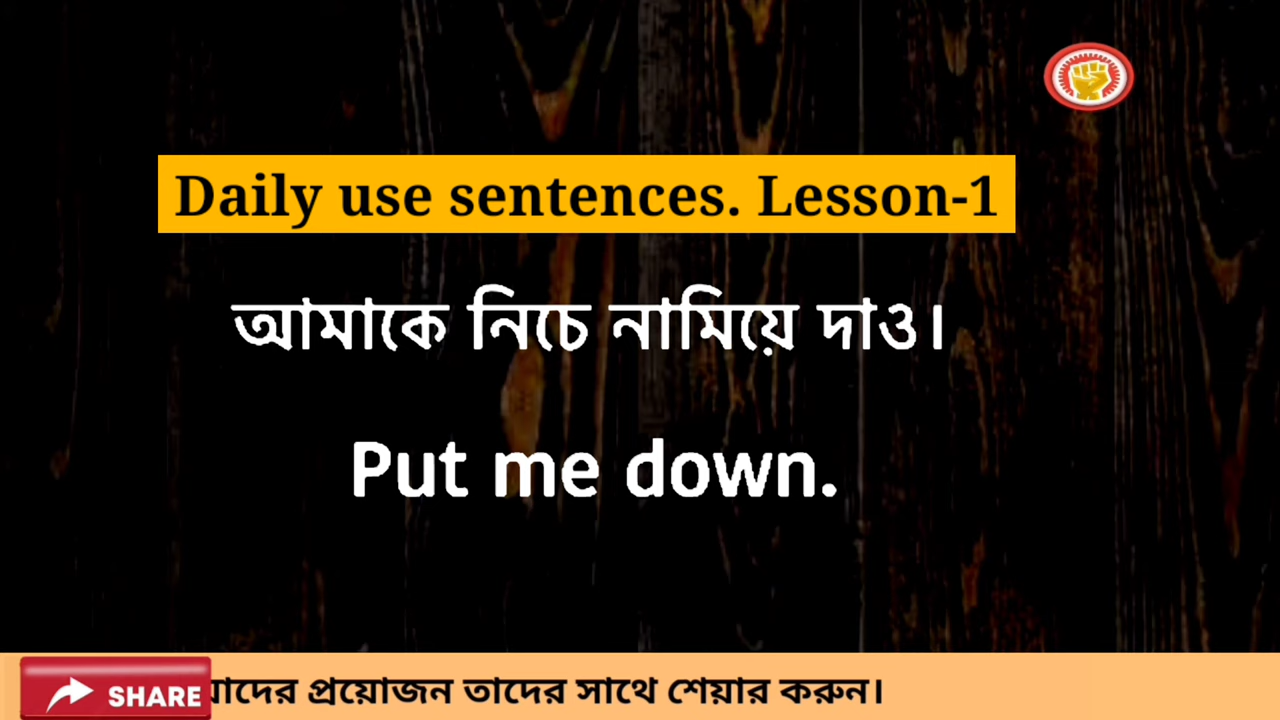 Daily use sentences. Lesson-1
আমাকে নিচে নামিয়ে দাও।
Put me down.
SHARE প্রয়োজন তাদের সাথে শেয়ার করুন।